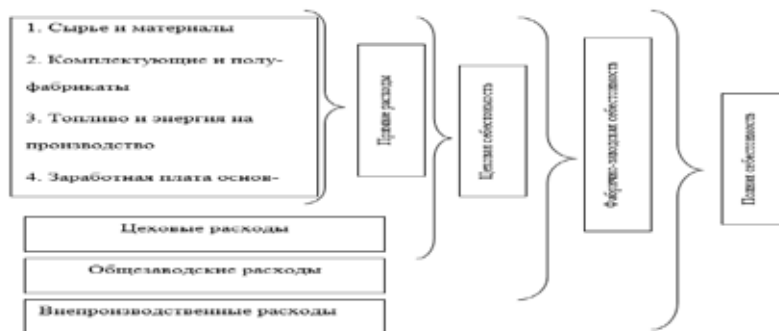 1. Сырье и материалы
2. Комплектующие и полу-
фабрикаты
3. Топливо и энергия на
производство
4. Заработная плата основ-
Цеховые расходы
Общезаводские расходы
Внепроизводственные расходы
Прямые расходы
Цеховая себестоимость
Фабрично-заводская себестоимость
Полная себестоимость